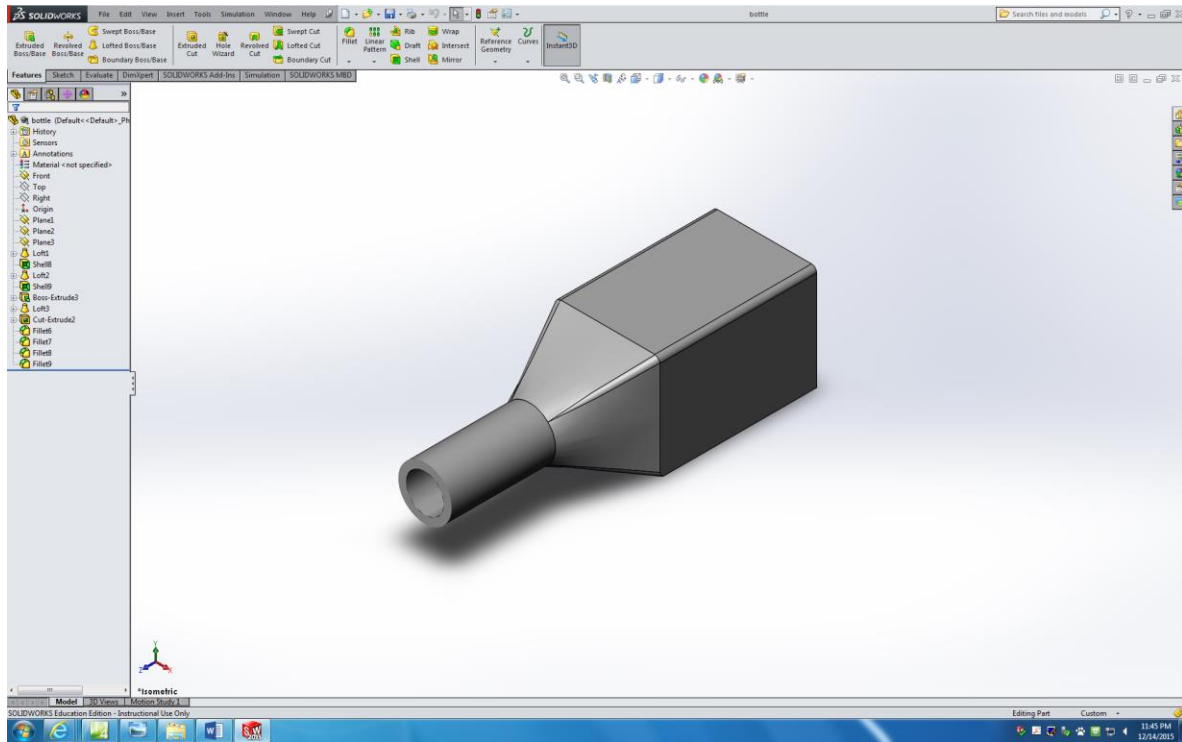 SOLIDWORKS File Edit View Insert Tools Simulation Window Help bottle Search files and models
Extruded Boss/Base
Revolved Boss/Base
Swept Boss/Base
Lofted Boss/Base
Boundary Boss/Base
Extruded Cut
Hole Wizard
Revolved Cut
Swept Cut
Lofted Cut
Boundary Cut
Fillet
Linear Pattern
Rib
Draft
Shell
Wrap
Intersect
Mirror
Reference Geometry
Curves
Instant3D
Features Sketch Evaluate DimXpert SOLIDWORKS Add-Ins Simulation SOLIDWORKS MBD
bottle (Default<<Default>_Ph
History
Sensors
Annotations
Material <not specified>
Front
Top
Right
Origin
Plane1
Plane2
Plane3
Loft1
Shell8
Loft2
Shell9
Boss-Extrude3
Loft3
Cut-Extrude2
Fillet6
Fillet7
Fillet8
Fillet9
Y
Z X
*Isometric
Model 3D Views Motion Study 1
SOLIDWORKS Education Edition - Instructional Use Only Editing Part Custom
11:45 PM
12/14/2015